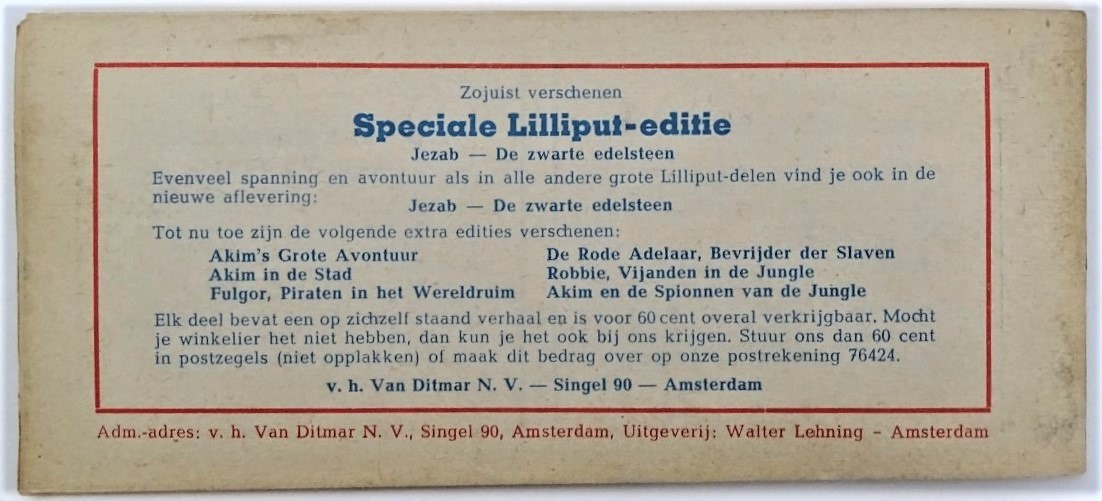 Zojuist verschenen
Speciale Lilliput-editie
Jezab — De zwarte edelsteen
Evenveel spanning en avontuur als in alle andere grote Lilliput-delen vind je ook in de
nieuwe aflevering:
Jezab — De zwarte edelsteen
Tot nu toe zijn de volgende extra edities verschenen:
Akim's Grote Avontuur
Akim in de Stad
Fulgor, Piraten in het Wereldruim
De Rode Adelaar, Bevrijder der Slaven
Robbie, Vijanden in de Jungle
Akim en de Spionnen van de Jungle
Elk deel bevat een op zichzelf staand verhaal en is voor 60 cent overal verkrijgbaar. Mocht
je winkelier het niet hebben, dan kun je het ook bij ons krijgen. Stuur ons dan 60 cent
in postzegels (niet opplakken) of maak dit bedrag over op onze postrekening 76424.
v. h. Van Ditmar N. V. — Singel 90 — Amsterdam
Adm.-adres: v. h. Van Ditmar N. V., Singel 90, Amsterdam, Uitgeverij: Walter Lehning – Amsterdam